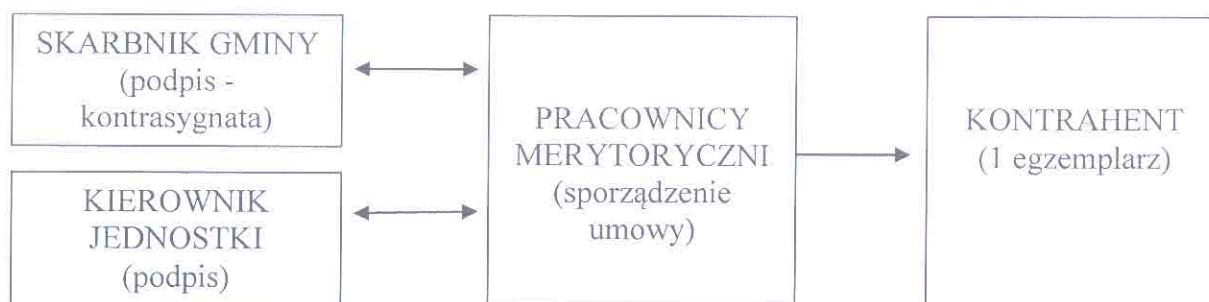 SKARBNIK GMINY
(podpis -
kontrasygnata)
KIEROWNIK
JEDNOSTKI
(podpis)
PRACOWNICY
MERYTORYCZNI
(sporządzenie
umowy)
KONTRAHENT
(1 egzemplarz)